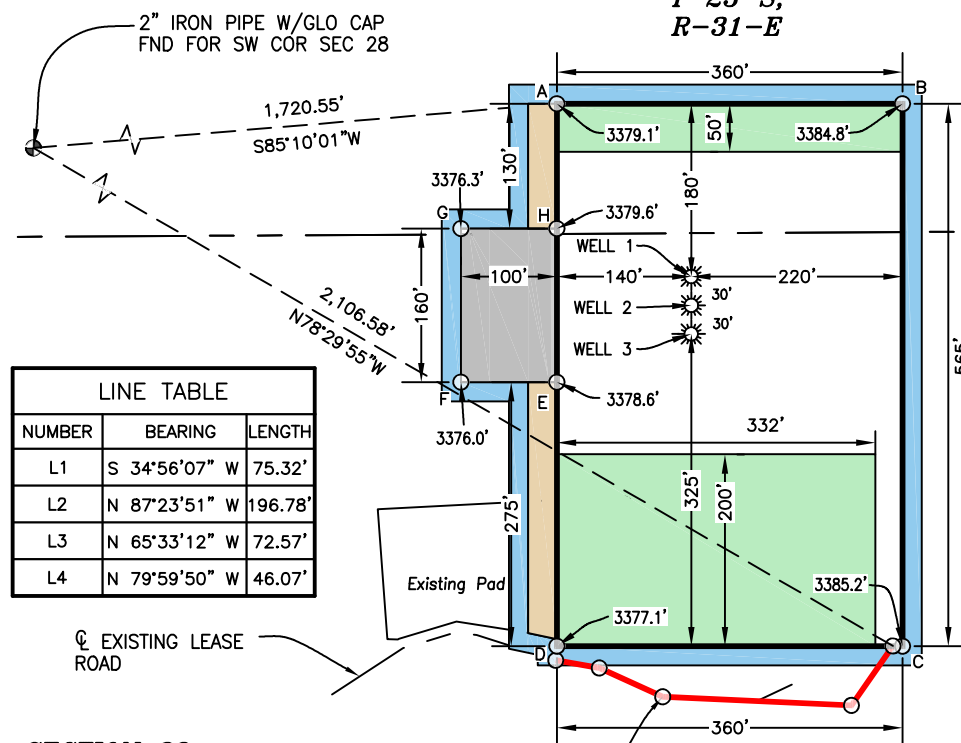 T-25-S,
R-31-E
2" IRON PIPE W/GLO CAP
FND FOR SW COR SEC 28
360'
A
B
1,720.55'
S85°10'01"W
3379.1'
50'
3384.8'
130'
180'
3376.3'
G
H
3379.6'
WELL 1
100'
140'
220'
160'
WELL 2
30'
WELL 3
30'
2,106.58'
N78°29'55"W
565'
F
E
3378.6'
3376.0'
332'
LINE TABLE
NUMBER BEARING LENGTH
L1 S 34°56'07" W 75.32'
L2 N 87°23'51" W 196.78'
L3 N 65°33'12" W 72.57'
L4 N 79°59'50" W 46.07'
275'
325'
200'
Existing Pad
3385.2'
3377.1'
D
C
℄ EXISTING LEASE
ROAD
360'